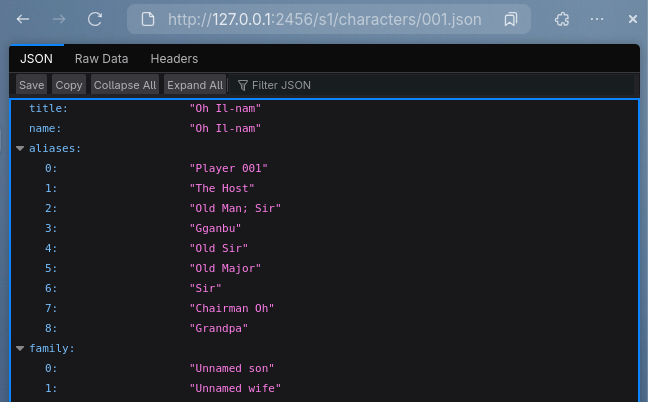 http://127.0.0.1:2456/s1/characters/001.json
JSON Raw Data Headers
Save Copy Collapse All Expand All Filter JSON
title: "Oh Il-nam"
name: "Oh Il-nam"
aliases:
0: "Player 001"
1: "The Host"
2: "Old Man; Sir"
3: "Gganbu"
4: "Old Sir"
5: "Old Major"
6: "Sir"
7: "Chairman Oh"
8: "Grandpa"
family:
0: "Unnamed son"
1: "Unnamed wife"